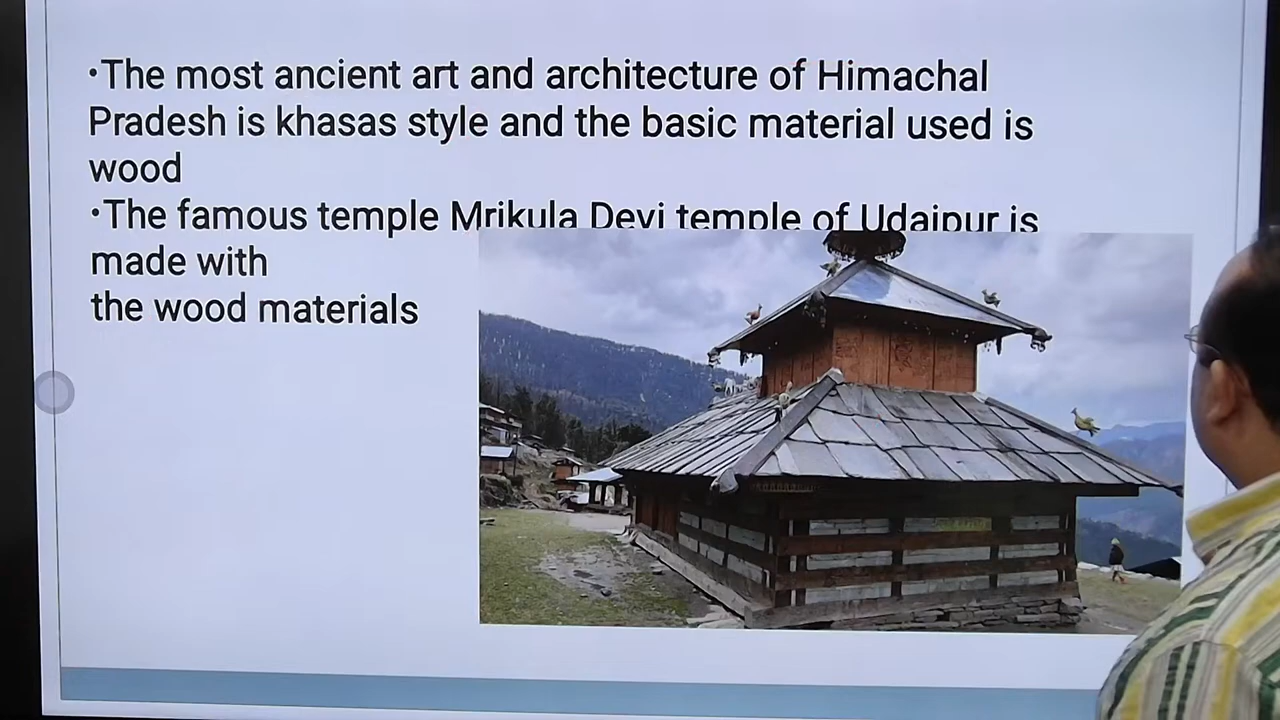 •The most ancient art and architecture of Himachal
Pradesh is khasas style and the basic material used is
wood
•The famous temple Mrikula Devi temple of Udaipur is
made with
the wood materials